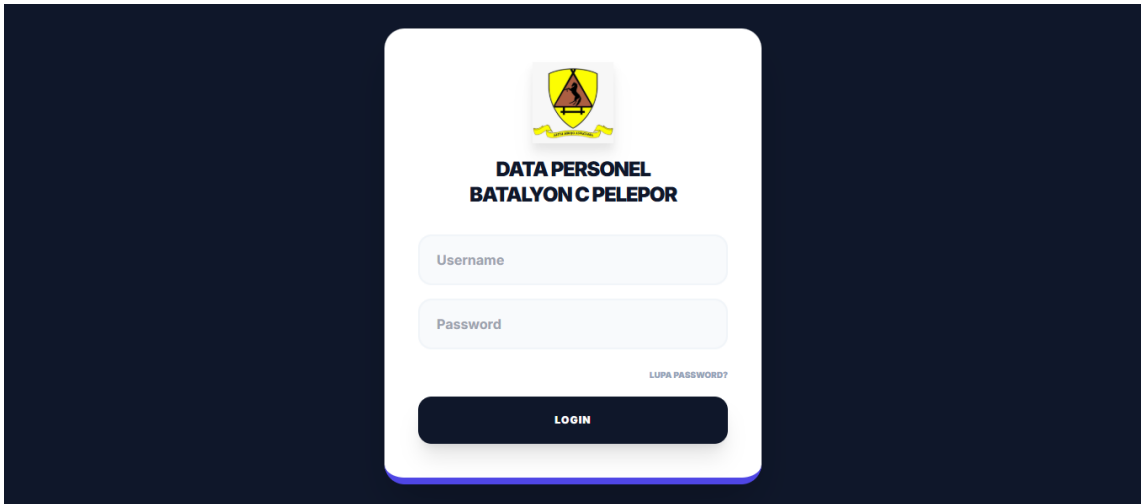 DATA PERSONEL
BATALYON C PELEPOR
Username
Password
LUPA PASSWORD?
LOGIN